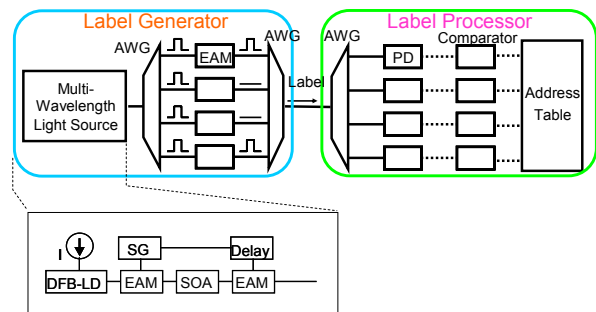 Label Generator
Label Processor
AWG
AWG
AWG
Comparator
EAM
PD
Label
Multi-
Wavelength
Light Source
Address
Table
I
SG
Delay
DFB-LD
EAM
SOA
EAM